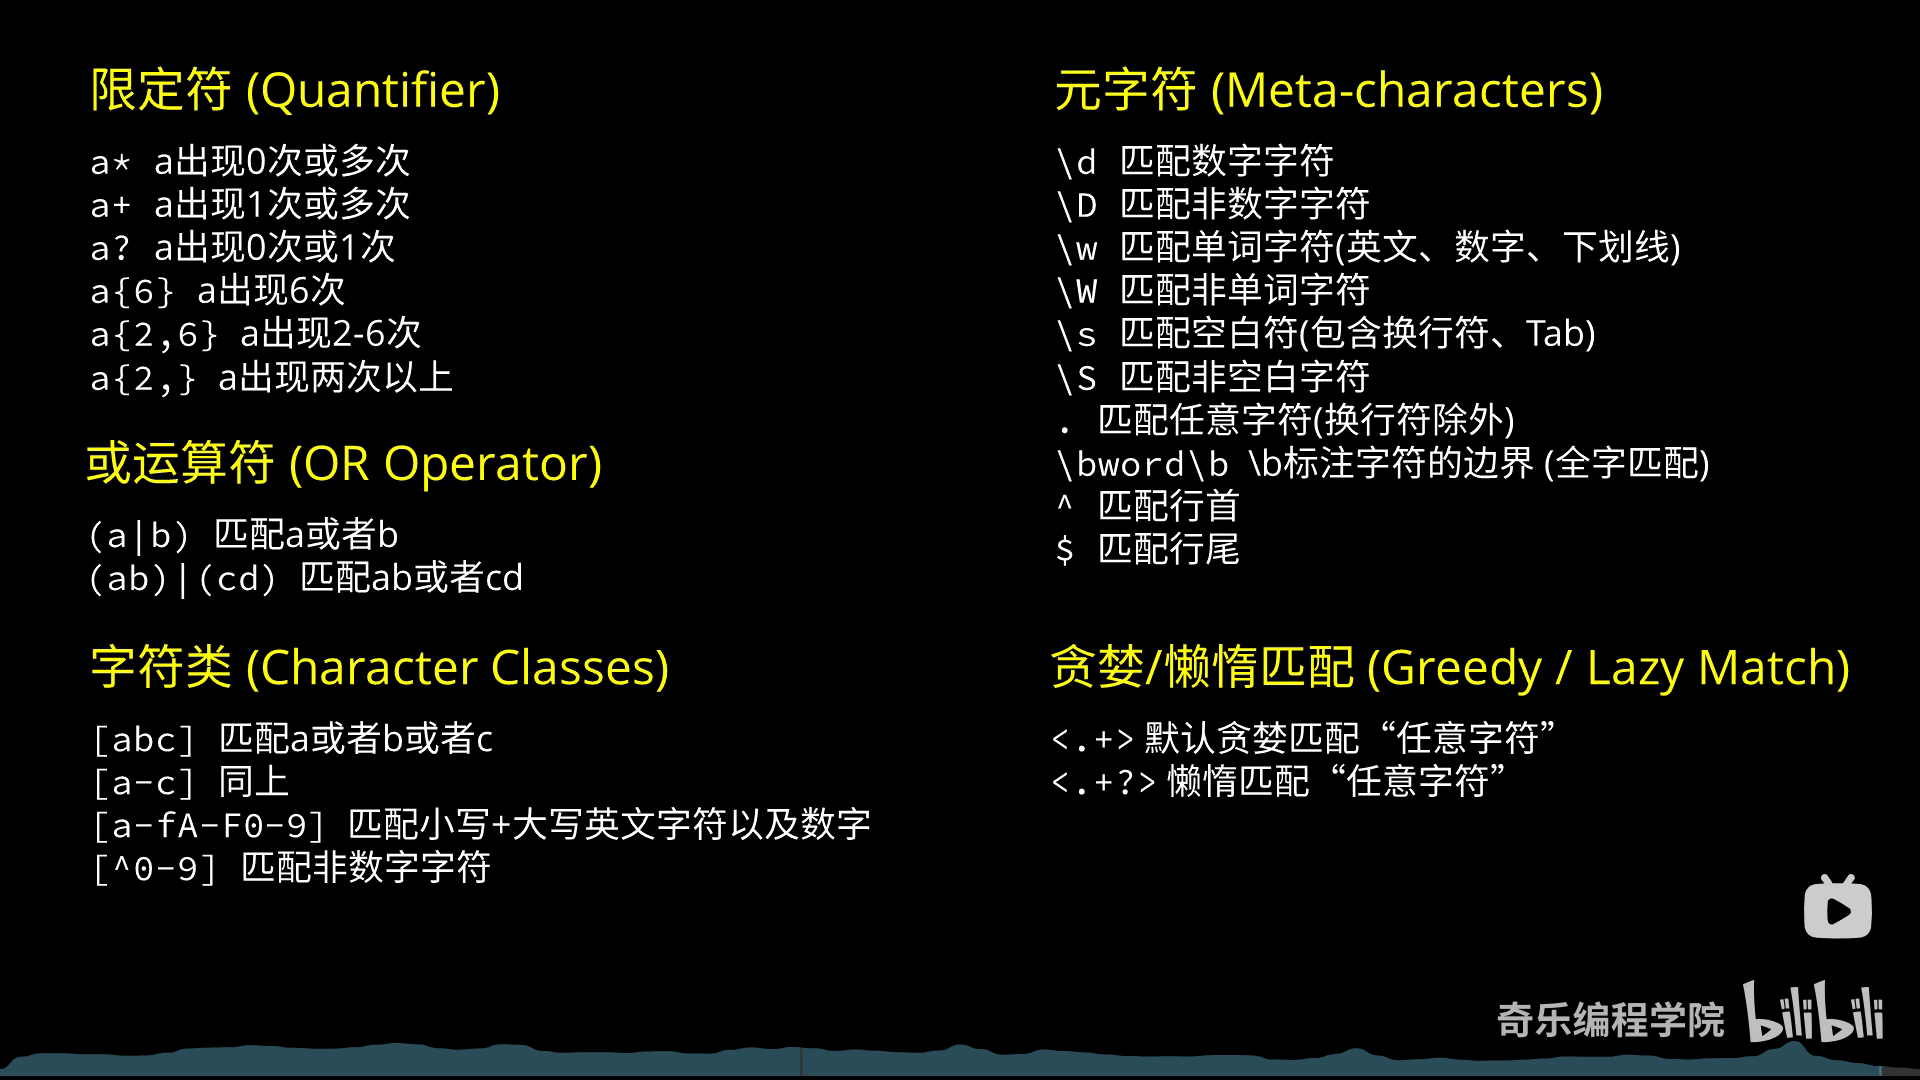 限定符 (Quantifier)
a* a出现0次或多次
a+ a出现1次或多次
a? a出现0次或1次
a{6} a出现6次
a{2,6} a出现2-6次
a{2,} a出现两次以上
或运算符 (OR Operator)
(a|b) 匹配a或者b
(ab)|(cd) 匹配ab或者cd
字符类 (Character Classes)
[abc] 匹配a或者b或者c
[a-c] 同上
[a-fA-F0-9] 匹配小写+大写英文字符以及数字
[^0-9] 匹配非数字字符
元字符 (Meta-characters)
\d 匹配数字字符
\D 匹配非数字字符
\w 匹配单词字符(英文、数字、下划线)
\W 匹配非单词字符
\s 匹配空白符(包含换行符、Tab)
\S 匹配非空白字符
. 匹配任意字符(换行符除外)
\bword\b \b标注字符的边界 (全字匹配)
^ 匹配行首
$ 匹配行尾
贪婪/懒惰匹配 (Greedy / Lazy Match)
<.+> 默认贪婪匹配“任意字符”
<.+?> 懒惰匹配“任意字符”
奇乐编程学院 bilibili